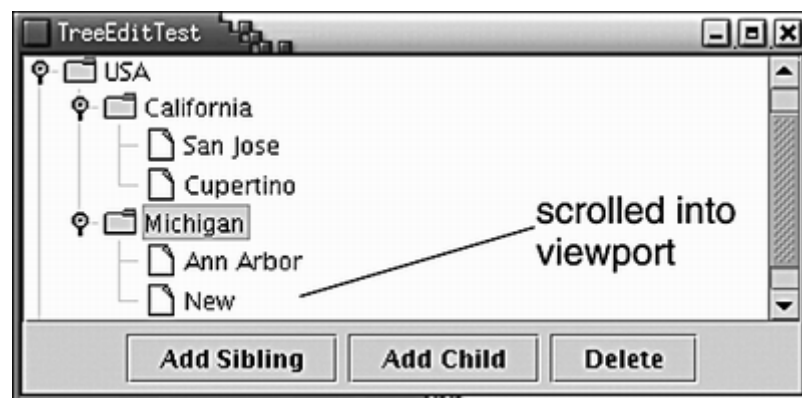 TreeEditTest
USA
California
San Jose
Cupertino
Michigan
Ann Arbor
New
scrolled into
viewport
Add Sibling Add Child Delete